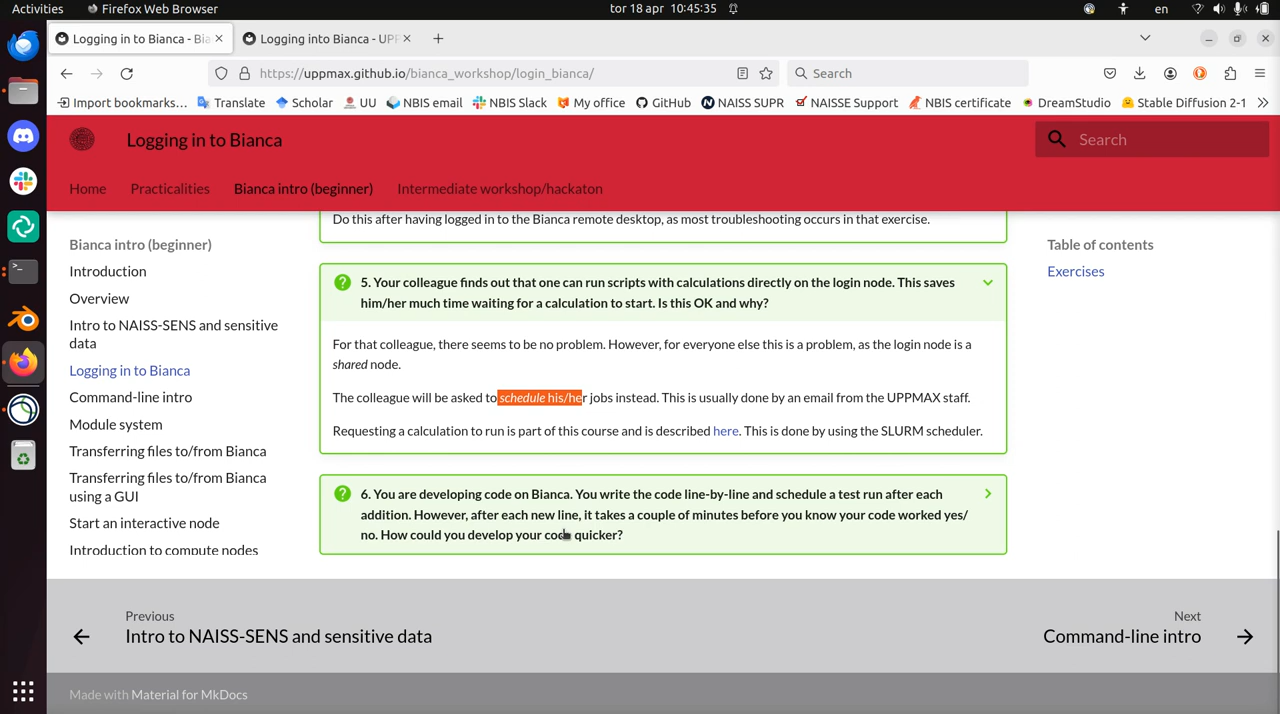 Activities
Firefox Web Browser
tor 18 apr 10:45:35
en
Logging in to Bianca - Bia
Logging into Bianca - UPP
https://uppmax.github.io/bianca_workshop/login_bianca/
Search
Import bookmarks...
Translate
Scholar
UU
NBIS email
NBIS Slack
My office
GitHub
NAISS SUPR
NAISSE Support
NBIS certificate
DreamStudio
Stable Diffusion 2-1
Logging in to Bianca
Search
Home
Practicalities
Bianca intro (beginner)
Intermediate workshop/hackaton
Bianca intro (beginner)
Introduction
Overview
Intro to NAISS-SENS and sensitive
data
Logging in to Bianca
Command-line intro
Module system
Transferring files to/from Bianca
Transferring files to/from Bianca
using a GUI
Start an interactive node
Introduction to compute nodes
Do this after having logged in to the Bianca remote desktop, as most troubleshooting occurs in that exercise.
5. Your colleague finds out that one can run scripts with calculations directly on the login node. This saves
him/her much time waiting for a calculation to start. Is this OK and why?
For that colleague, there seems to be no problem. However, for everyone else this is a problem, as the login node is a
shared node.
The colleague will be asked to schedule his/her jobs instead. This is usually done by an email from the UPPMAX staff.
Requesting a calculation to run is part of this course and is described here. This is done by using the SLURM scheduler.
6. You are developing code on Bianca. You write the code line-by-line and schedule a test run after each
addition. However, after each new line, it takes a couple of minutes before you know your code worked yes/
no. How could you develop your code quicker?
Table of contents
Exercises
Previous
Intro to NAISS-SENS and sensitive data
Next
Command-line intro
Made with Material for MkDocs